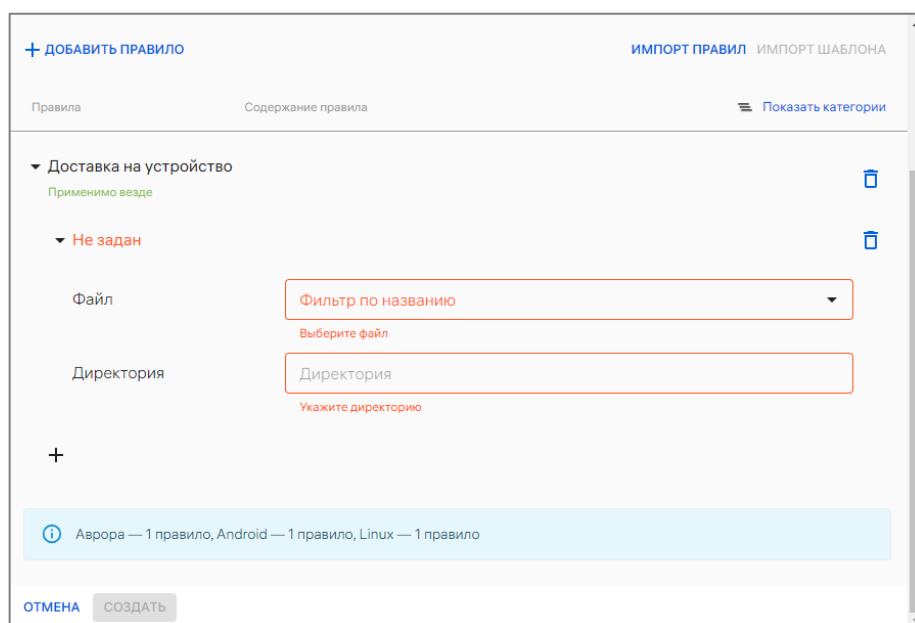 ДОБАВИТЬ ПРАВИЛО
ИМПОРТ ПРАВИЛ ИМПОРТ ШАБЛОНА
Правила Содержание правила Показать категории
Доставка на устройство
Применимо везде
Не задан
Файл Фильтр по названию
Выберите файл
Директория Директория
Укажите директорию
Аврора — 1 правило, Android — 1 правило, Linux — 1 правило
ОТМЕНА СОЗДАТЬ